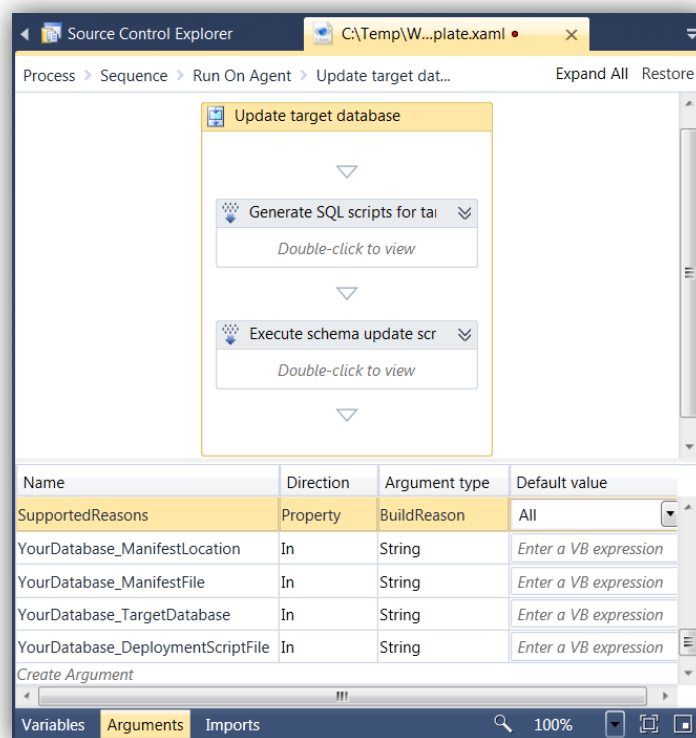 Source Control Explorer
C:\Temp\W...plate.xaml
Process > Sequence > Run On Agent > Update target dat...
Expand All Restore
Update target database
Generate SQL scripts for tar
Double-click to view
Execute schema update scr
Double-click to view
Name Direction Argument type Default value
SupportedReasons Property BuildReason All
YourDatabase_ManifestLocation In String Enter a VB expression
YourDatabase_ManifestFile In String Enter a VB expression
YourDatabase_TargetDatabase In String Enter a VB expression
YourDatabase_DeploymentScriptFile In String Enter a VB expression
Create Argument
Variables Arguments Imports 100%